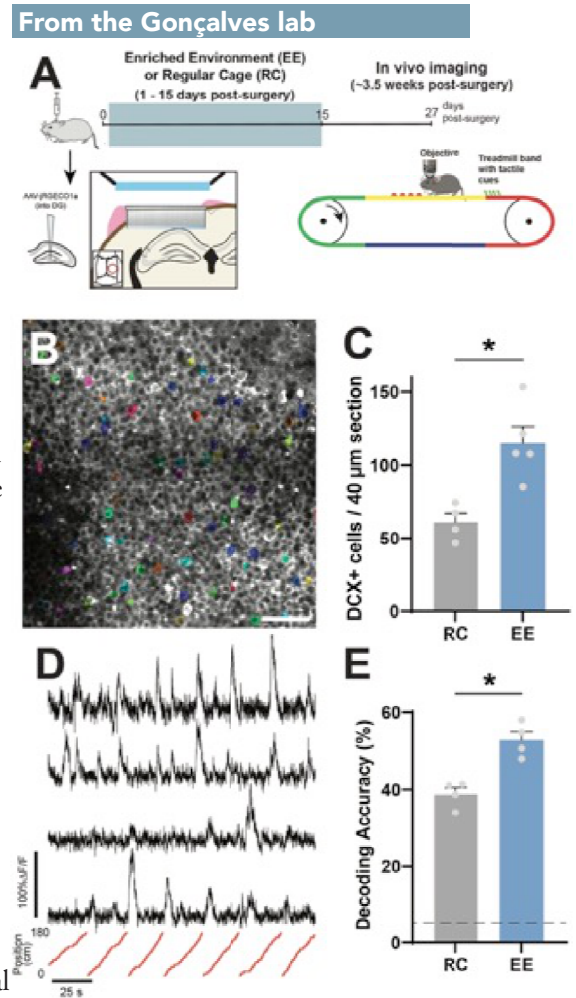 From the Gonçalves lab
A
Enriched Environment (EE)
or Regular Cage (RC)
(1 - 15 days post-surgery)
In vivo imaging
(~3.5 weeks post-surgery)
0
15
27
days
post-surgery
AAV-jRGECO1a
(into DG)
Objective
Treadmill band
with tactile
cues
B
C
*
DCX+ cells / 40 μm section
150
100
50
0
RC
EE
D
100%ΔF/F
180
0
Position
(cm)
25 s
E
*
Decoding Accuracy (%)
60
40
20
0
RC
EE